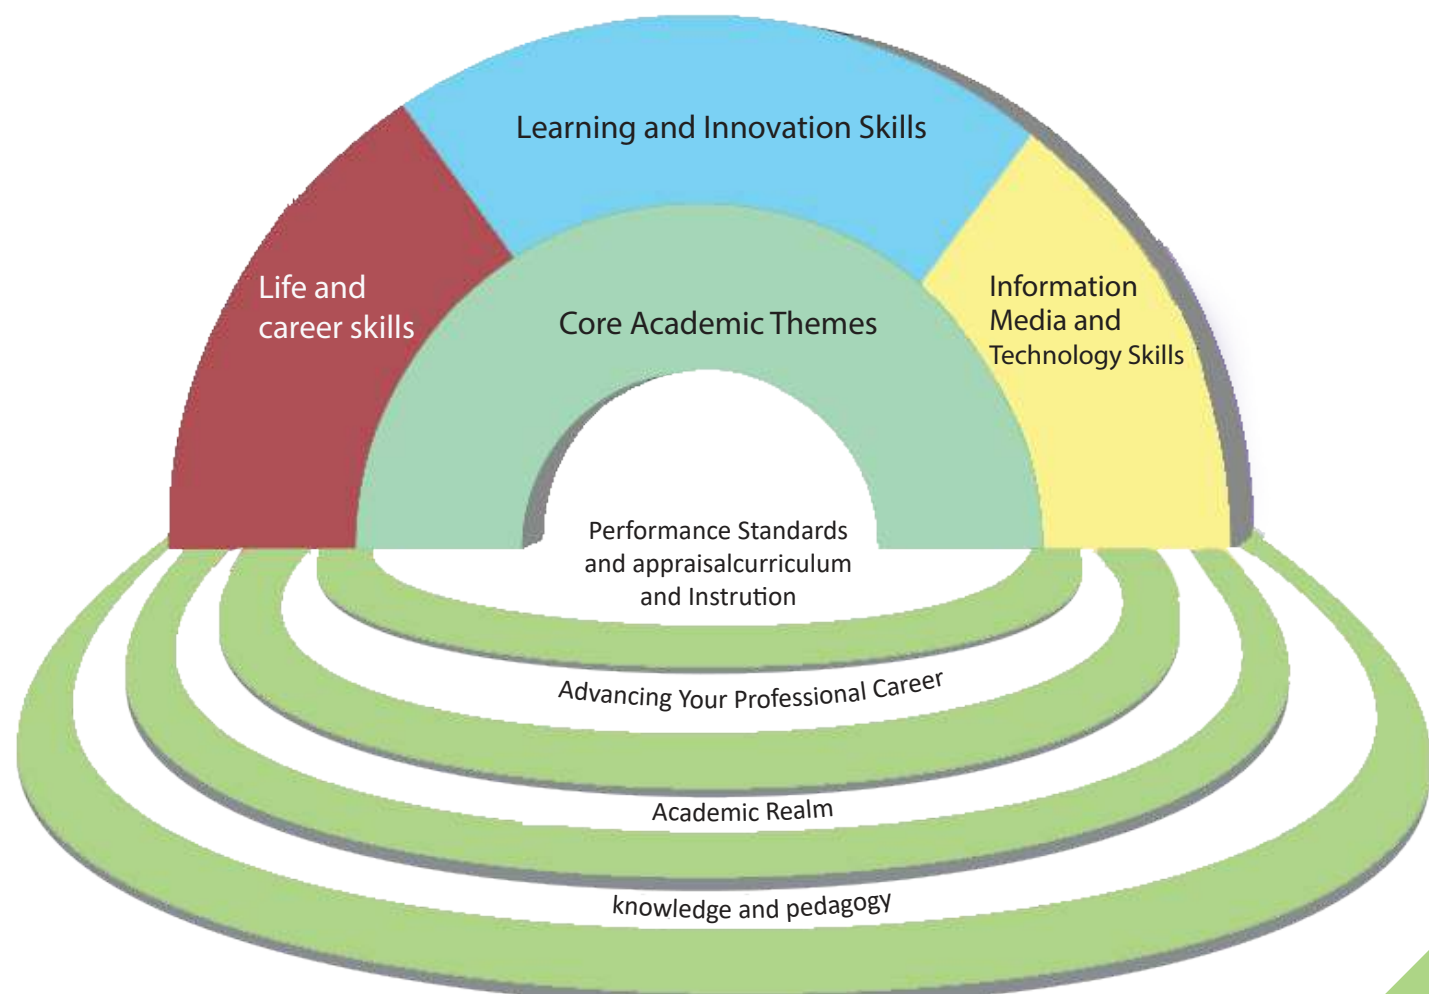 Learning and Innovation Skills
Life and
career skills
Core Academic Themes
Information
Media and
Technology Skills
Performance Standards
and appraisalcurriculum
and Instrution
Advancing Your Professional Career
Academic Realm
knowledge and pedagogy